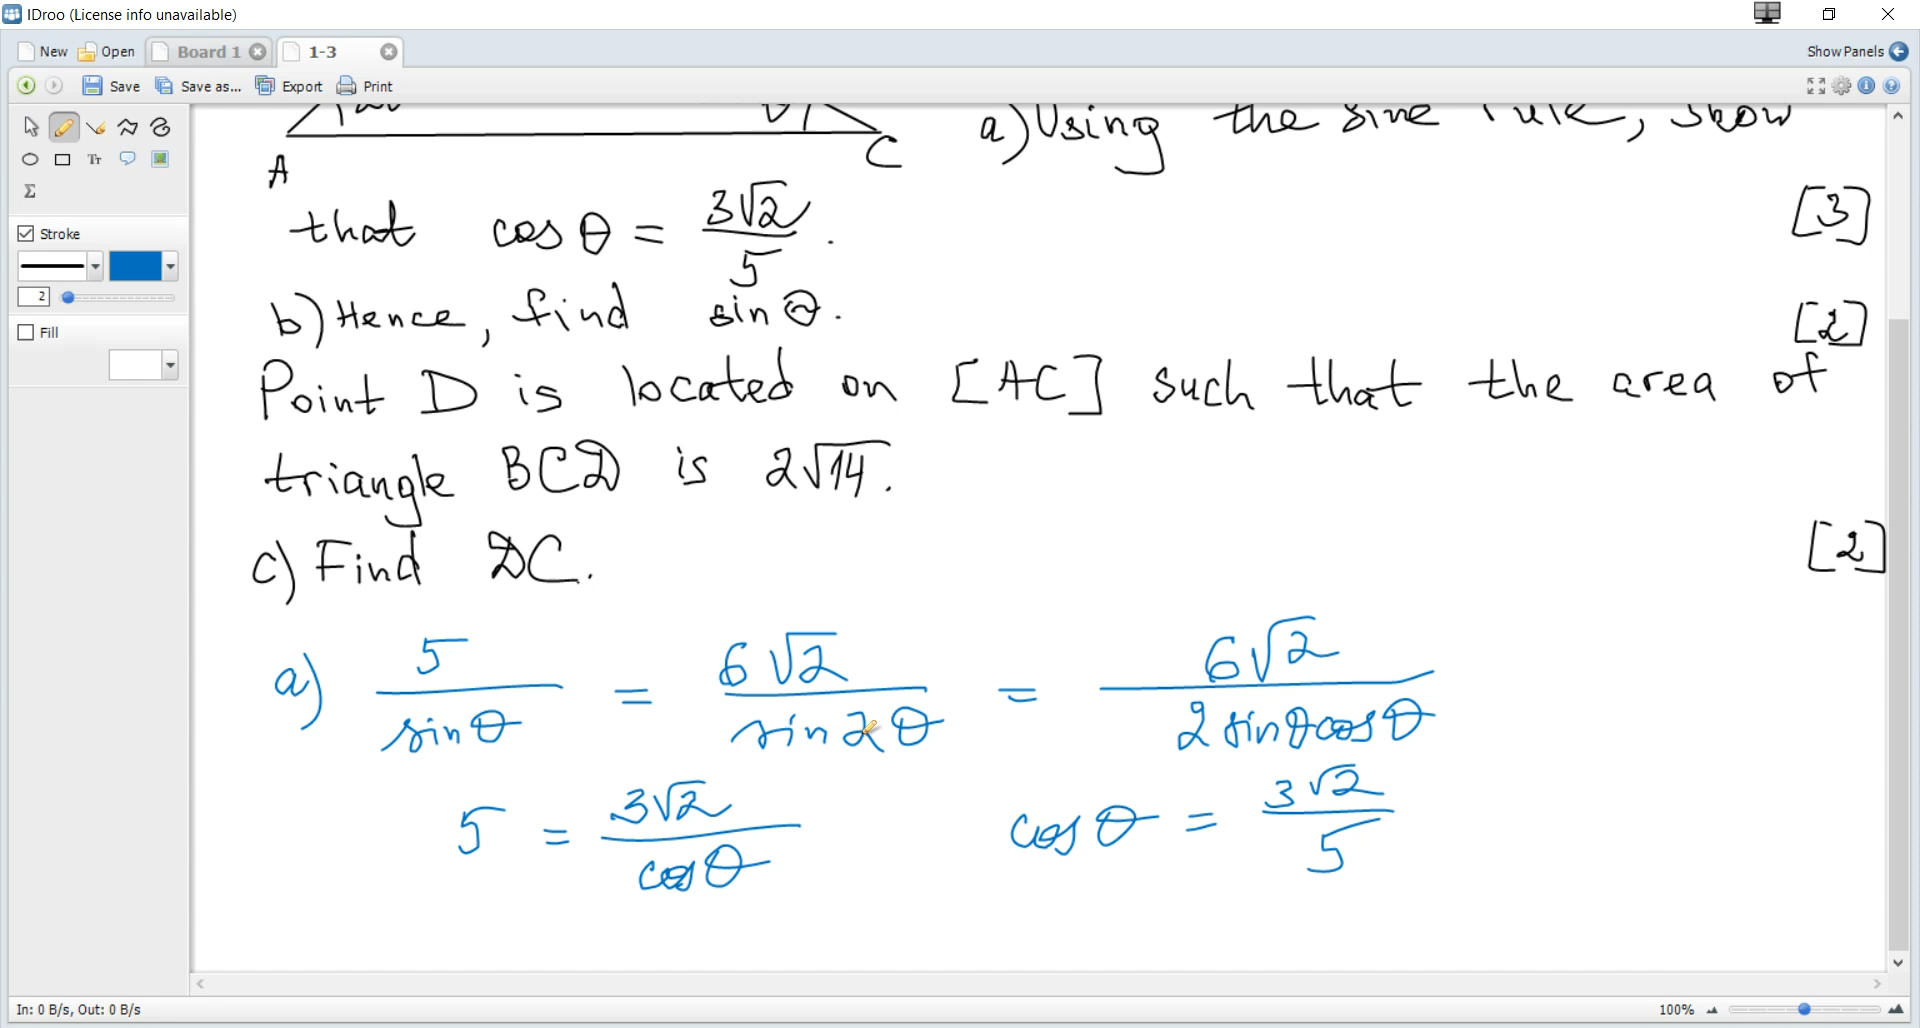 IDroo (License info unavailable)
New Open Board 1 1-3 Show Panels
Save Save as... Export Print
a) Using the sine rule, show
A C
that cos θ = 3√2/5. [3]
b) Hence, find sin θ. [2]
Point D is located on [AC] such that the area of
triangle BCD is 2√14.
c) Find DC. [2]
a) 5/sin θ = 6√2/sin 2θ = 6√2/2 sin θ cos θ
5 = 3√2/cos θ cos θ = 3√2/5
Tt
Σ
Stroke
2
Fill
In: 0 B/s, Out: 0 B/s 100%